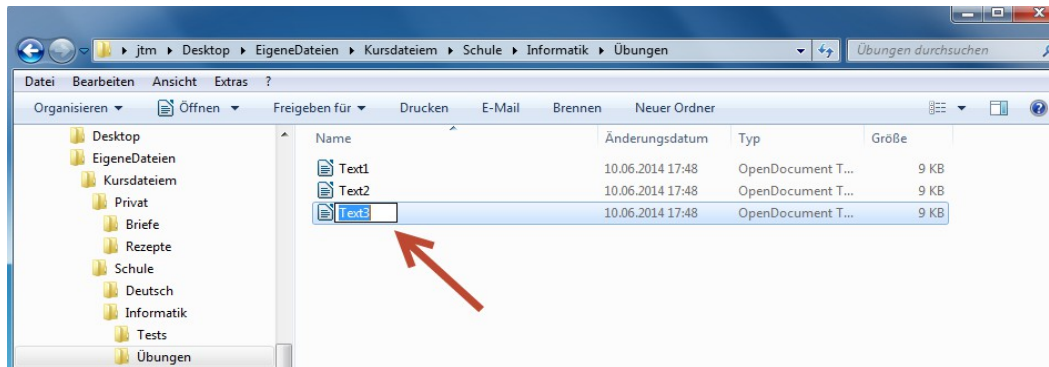 jtm Desktop EigeneDateien Kursdateiem Schule Informatik Übungen
Übungen durchsuchen
Datei Bearbeiten Ansicht Extras ?
Organisieren Öffnen Freigeben für Drucken E-Mail Brennen Neuer Ordner
Desktop
EigeneDateien
Kursdateiem
Privat
Briefe
Rezepte
Schule
Deutsch
Informatik
Tests
Übungen
Name Änderungsdatum Typ Größe
Text1 10.06.2014 17:48 OpenDocument T... 9 KB
Text2 10.06.2014 17:48 OpenDocument T... 9 KB
Text3 10.06.2014 17:48 OpenDocument T... 9 KB